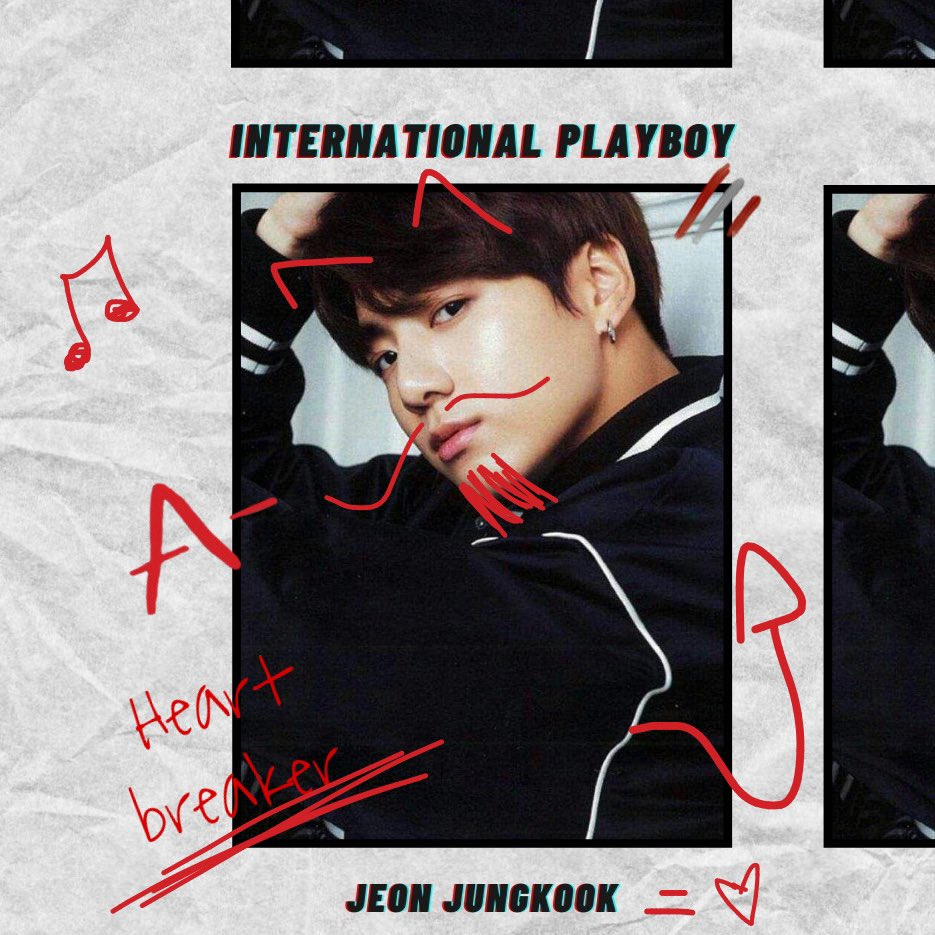 INTERNATIONAL PLAYBOY
A-
Heart
breaker
JEON JUNGKOOK =